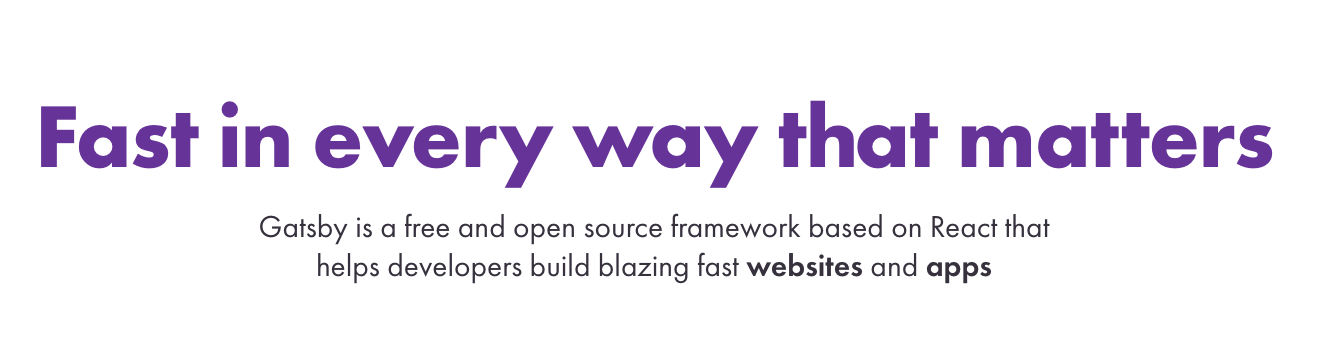 Fast in every way that matters
Gatsby is a free and open source framework based on React that
helps developers build blazing fast websites and apps